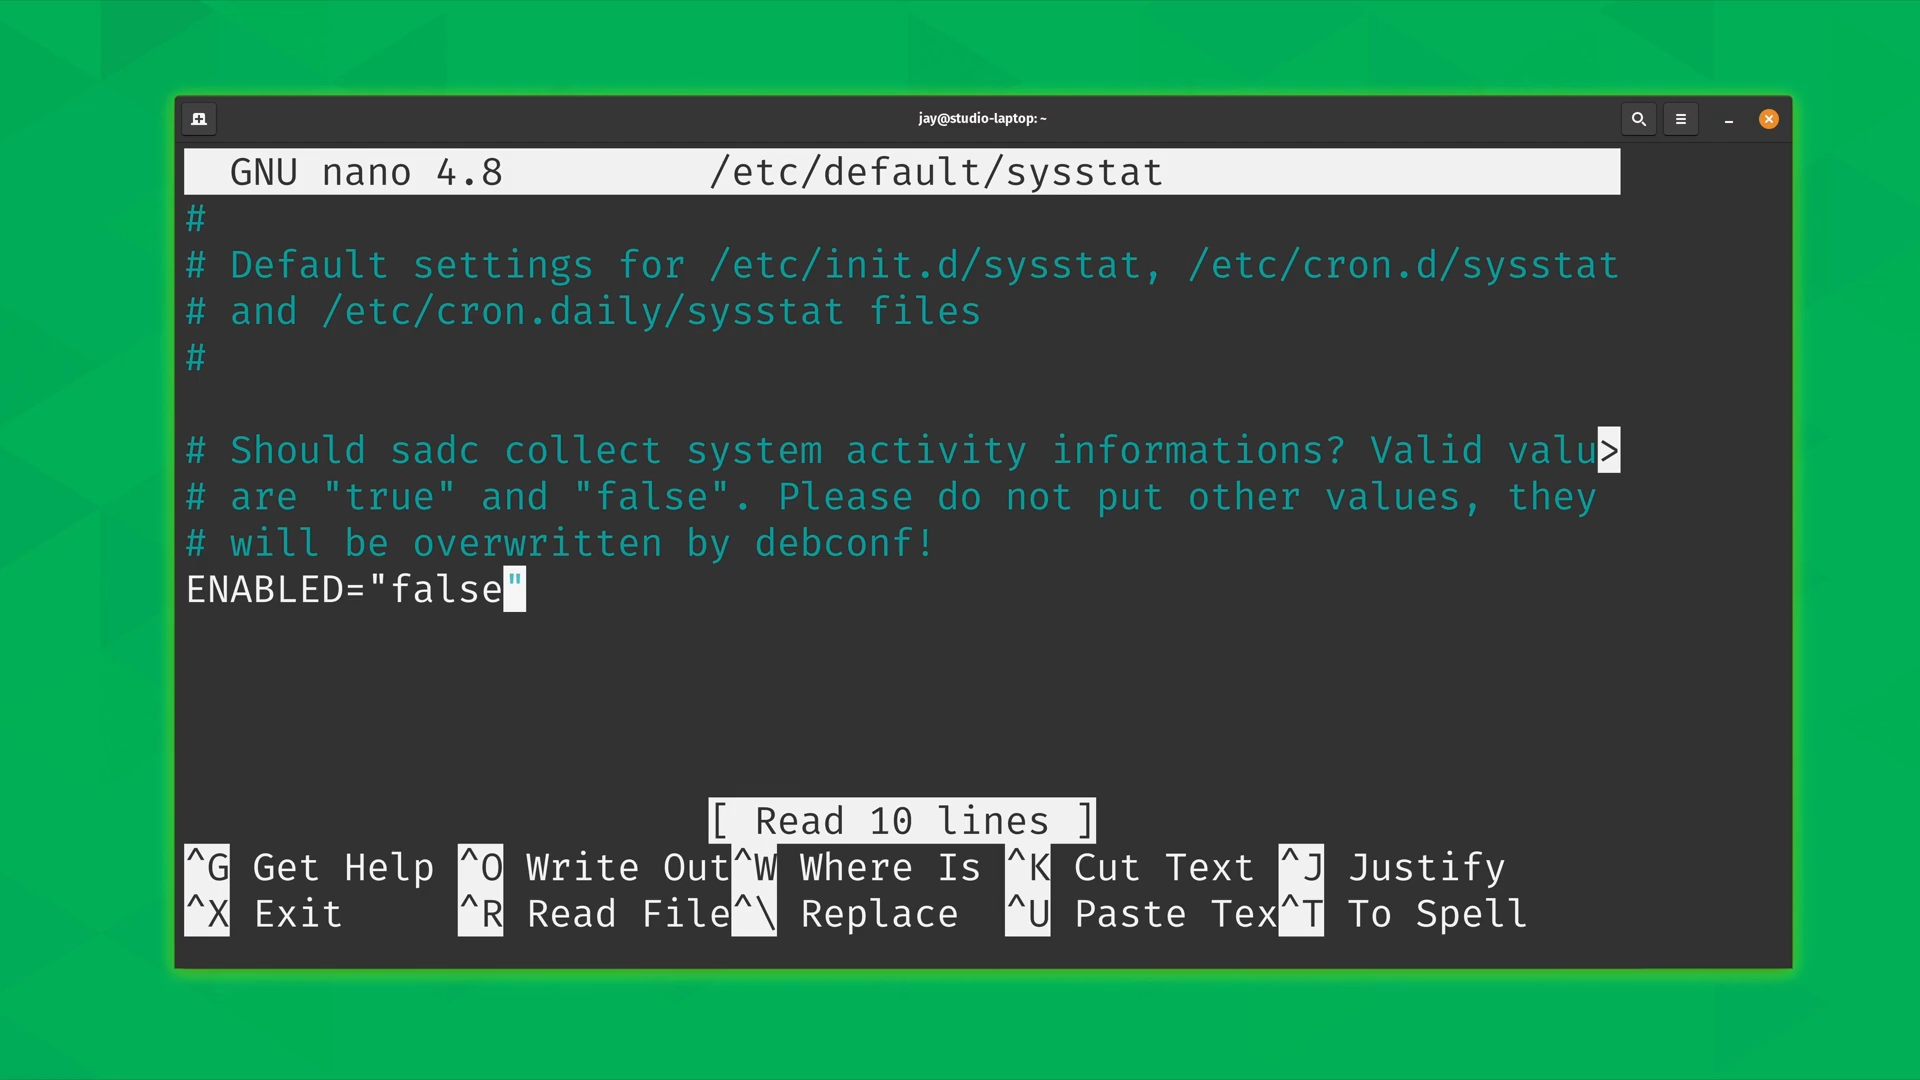 jay@studio-laptop: ~
GNU nano 4.8 /etc/default/sysstat
#
# Default settings for /etc/init.d/sysstat, /etc/cron.d/sysstat
# and /etc/cron.daily/sysstat files
#
# Should sadc collect system activity informations? Valid valu>
# are "true" and "false". Please do not put other values, they
# will be overwritten by debconf!
ENABLED="false"
[ Read 10 lines ]
^G Get Help ^O Write Out ^W Where Is ^K Cut Text ^J Justify
^X Exit ^R Read File ^\ Replace ^U Paste Tex ^T To Spell